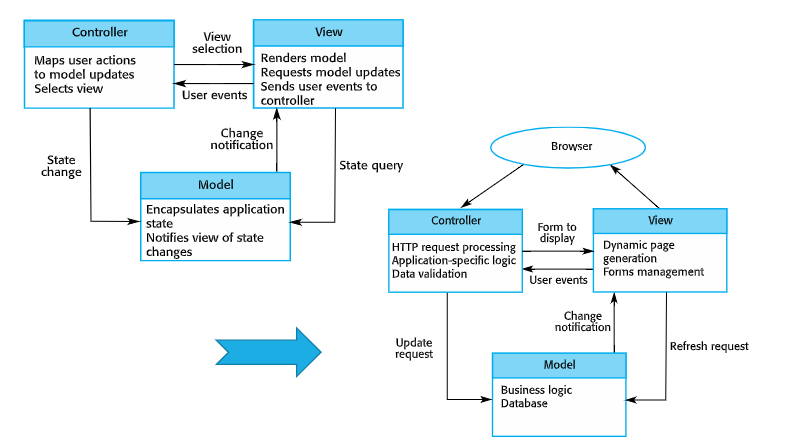 Controller
Maps user actions
to model updates
Selects view
View
selection
User events
View
Renders model
Requests model updates
Sends user events to
controller
State
change
Change
notification
State query
Model
Encapsulates application
state
Notifies view of state
changes
Browser
Controller
HTTP request processing
Application-specific logic
Data validation
Form to
display
User events
View
Dynamic page
generation
Forms management
Update
request
Change
notification
Refresh request
Model
Business logic
Database